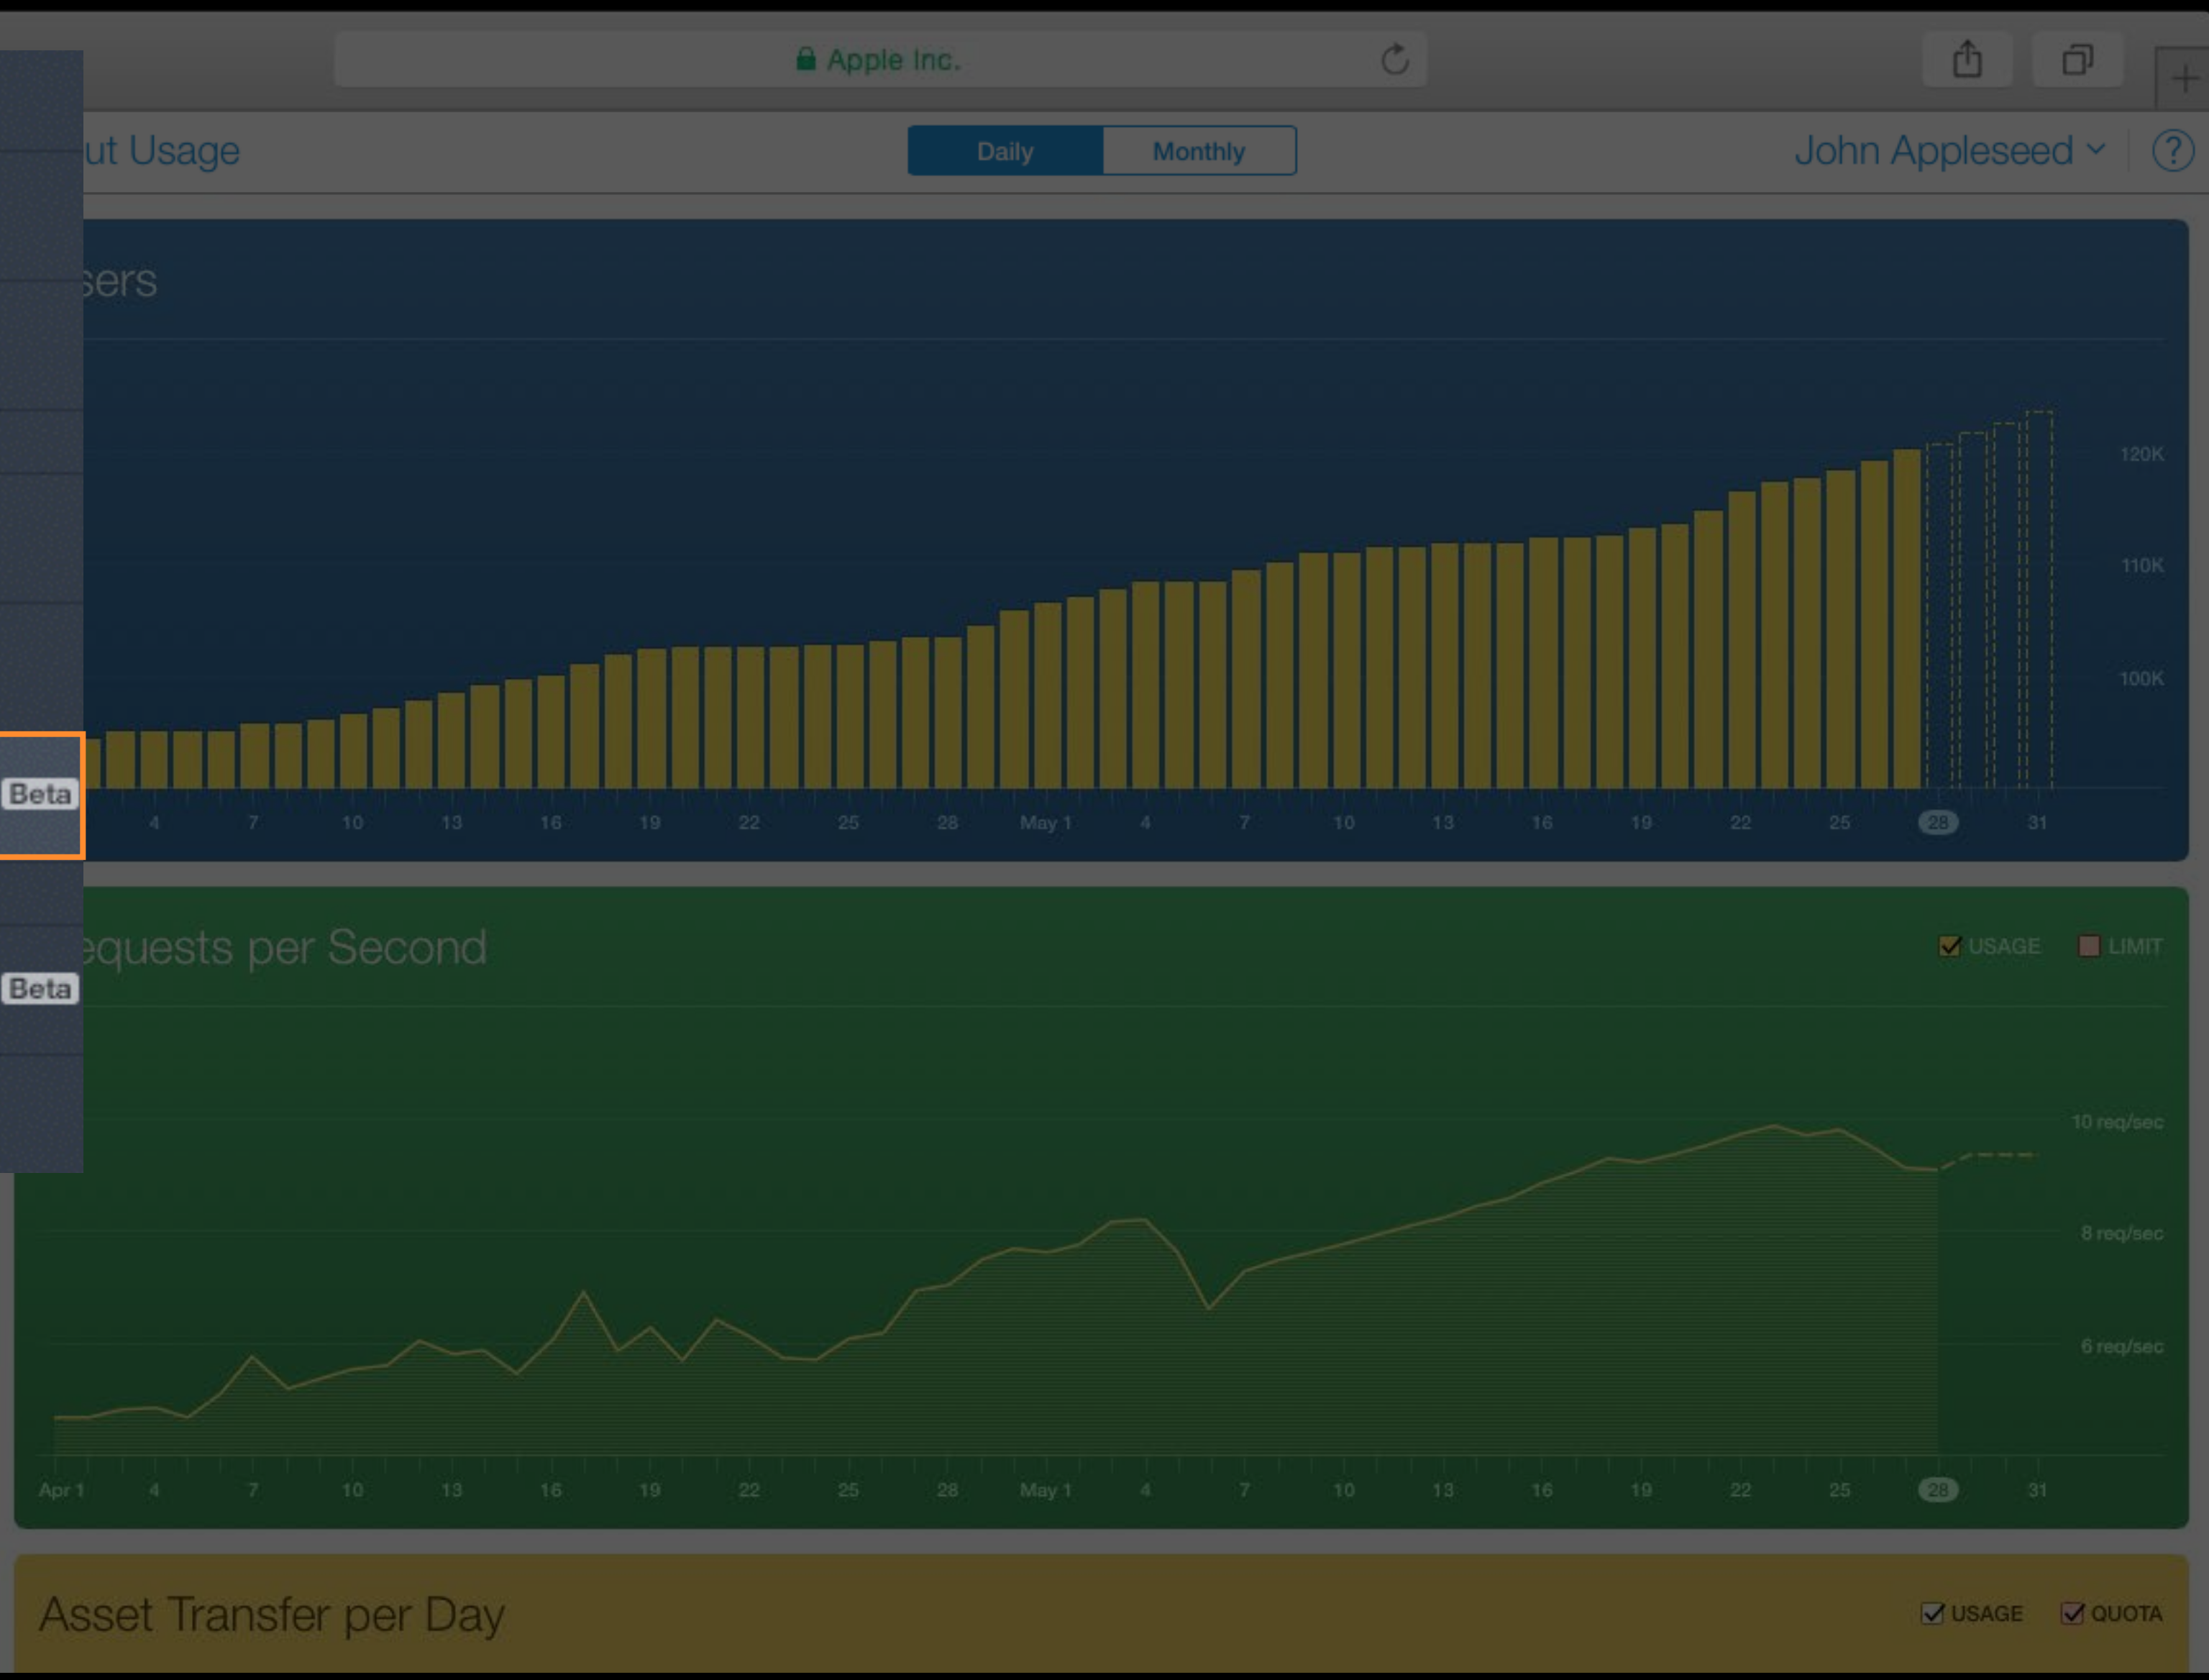 Apple Inc.
ut Usage
Daily
Monthly
John Appleseed
?
sers
120K
110K
100K
Beta
4 7 10 13 16 19 22 25 28 May 1 4 7 10 13 16 19 22 25 28 31
equests per Second
USAGE LIMIT
Beta
10 req/sec
8 req/sec
6 req/sec
Apr 1 4 7 10 13 16 19 22 25 28 May 1 4 7 10 13 16 19 22 25 28 31
Asset Transfer per Day
USAGE QUOTA